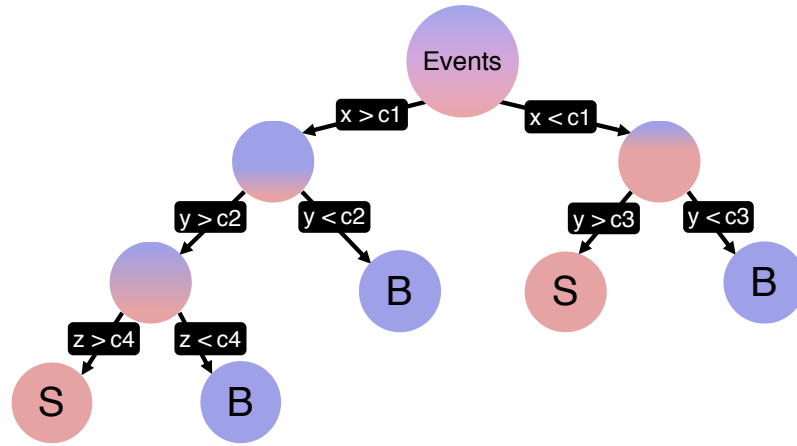 Events
x > c1
x < c1
y > c2
y < c2
y > c3
y < c3
B
S
B
z > c4
z < c4
S
B